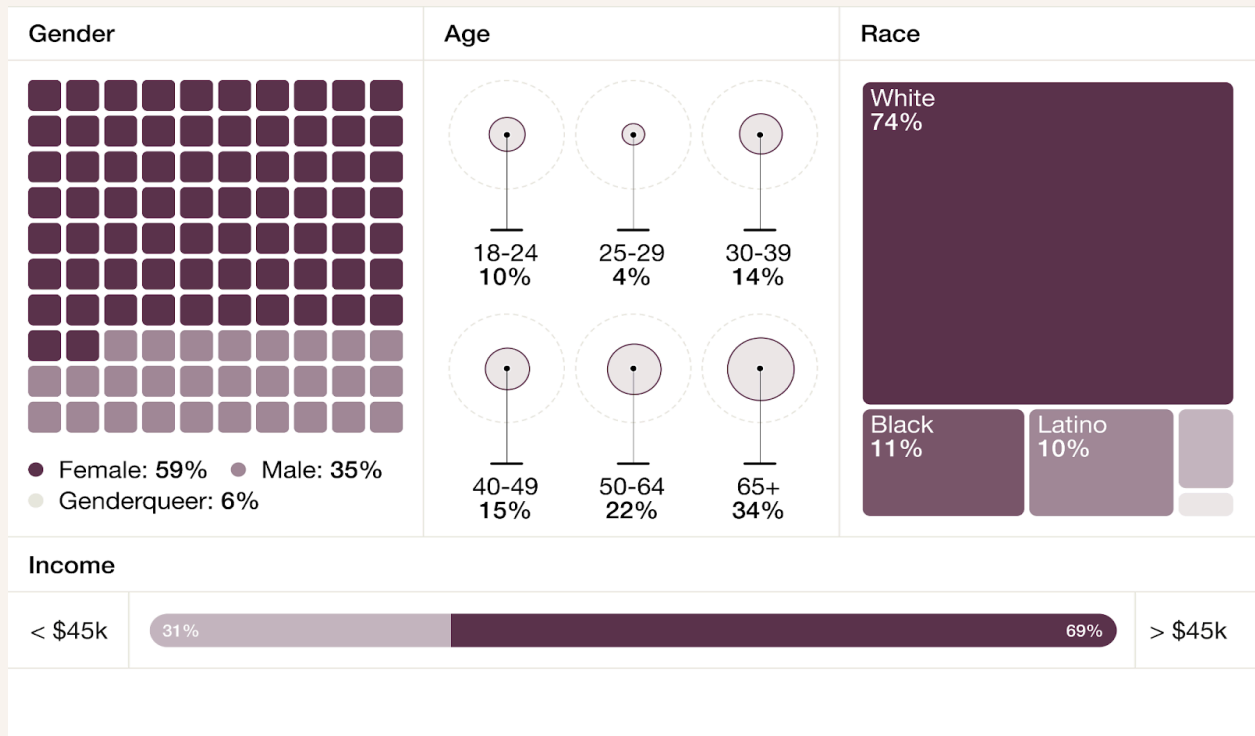 Gender
Female: 59% Male: 35%
Genderqueer: 6%
Age
18-24
10%
25-29
4%
30-39
14%
40-49
15%
50-64
22%
65+
34%
Race
White
74%
Black
11%
Latino
10%
Income
< $45k
31%
69%
> $45k